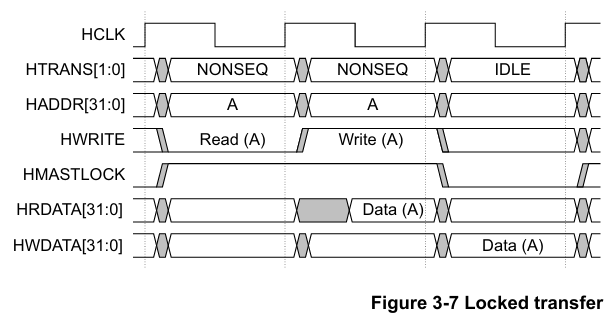 HCLK
HTRANS[1:0] NONSEQ NONSEQ IDLE
HADDR[31:0] A A
HWRITE Read (A) Write (A)
HMASTLOCK
HRDATA[31:0] Data (A)
HWDATA[31:0] Data (A)
Figure 3-7 Locked transfer